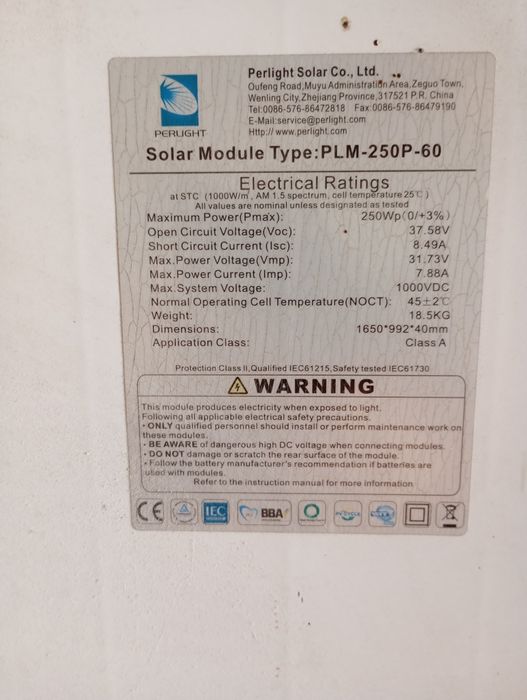 PERLIGHT
Perlight Solar Co., Ltd.
Oufeng Road,Muyu Administration Area,Zeguo Town,
Wenling City,Zhejiang Province,317521 P.R. China
Tel:0086-576-86472818 Fax:0086-576-86479190
E-Mail:service@perlight.com
Http:// www.perlight.com
Solar Module Type:PLM-250P-60
Electrical Ratings
at STC (1000W/m², AM 1.5 spectrum, cell temperature 25℃)
All values are nominal unless designated as tested
Maximum Power(Pmax): 250Wp(0/+3%)
Open Circuit Voltage(Voc): 37.58V
Short Circuit Current (Isc): 8.49A
Max.Power Voltage(Vmp): 31.73V
Max.Power Current (Imp): 7.88A
Max.System Voltage: 1000VDC
Normal Operating Cell Temperature(NOCT): 45±2℃
Weight: 18.5KG
Dimensions: 1650*992*40mm
Application Class: Class A
Protection Class II,Qualified IEC61215,Safety tested IEC61730
WARNING
This module produces electricity when exposed to light.
Following all applicable electrical safety precautions.
· ONLY qualified personnel should install or perform maintenance work on
these modules.
· BE AWARE of dangerous high DC voltage when connecting modules.
· DO NOT damage or scratch the rear surface of the module.
· Follow the battery manufacturer's recommendation if batteries are
used with modules.
Refer to the instruction manual for more information
CE IEC BBA PV CYCLE